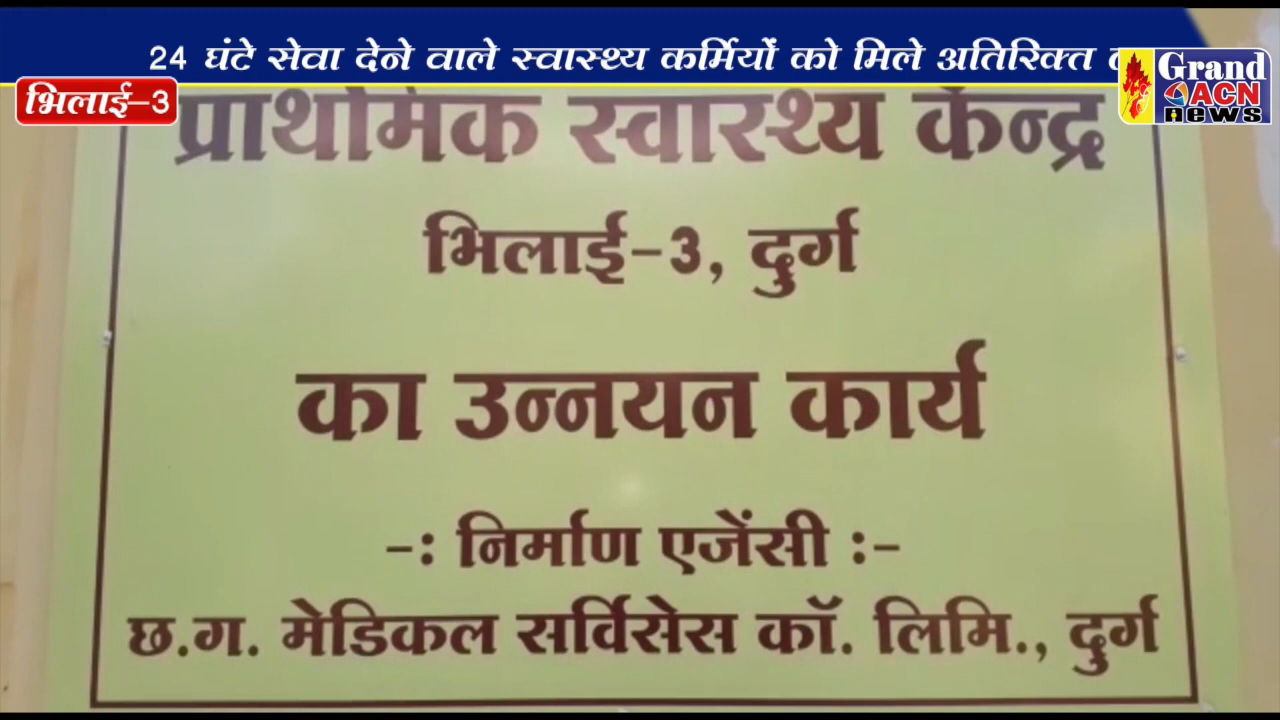 24 घंटे सेवा देने वाले स्वास्थ्य कर्मियों को मिले अतिरिक्त
भिलाई-3
Grand
ACN
news
प्राथमिक स्वास्थ्य केन्द्र
भिलाई-3, दुर्ग
का उन्नयन कार्य
-: निर्माण एजेंसी :-
छ.ग. मेडिकल सर्विसेस कॉ. लिमि., दुर्ग